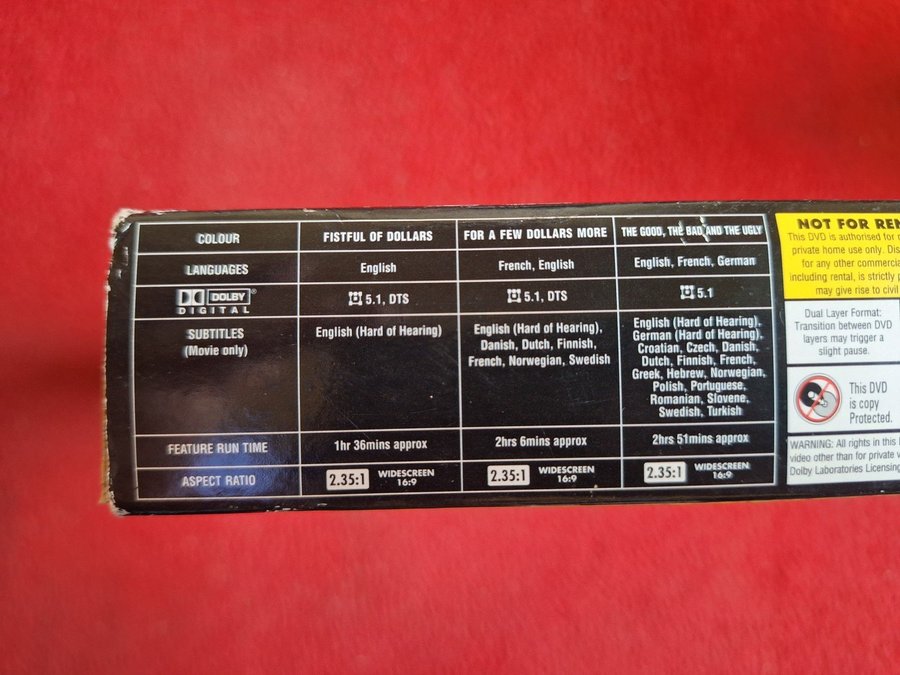 COLOUR
FISTFUL OF DOLLARS
FOR A FEW DOLLARS MORE
THE GOOD, THE BAD AND THE UGLY
LANGUAGES
English
French, English
English, French, German
DOLBY®
DIGITAL
5.1, DTS
5.1, DTS
5.1
SUBTITLES
(Movie only)
English (Hard of Hearing)
English (Hard of Hearing),
Danish, Dutch, Finnish,
French, Norwegian, Swedish
English (Hard of Hearing),
German (Hard of Hearing),
Croatian, Czech, Danish,
Dutch, Finnish, French,
Greek, Hebrew, Norwegian,
Polish, Portuguese,
Romanian, Slovene,
Swedish, Turkish
FEATURE RUN TIME
1hr 36mins approx
2hrs 6mins approx
2hrs 51mins approx
ASPECT RATIO
2.35:1 WIDESCREEN
16:9
2.35:1 WIDESCREEN
16:9
2.35:1 WIDESCREEN
16:9
NOT FOR REN
This DVD is authorised for
private home use only. Dis
for any other commercia
including rental, is strictly
may give rise to civil
Dual Layer Format:
Transition between DVD
layers may trigger a
slight pause.
This DVD
is copy
Protected.
WARNING: All rights in this
video other than for private
Dolby Laboratories Licensing